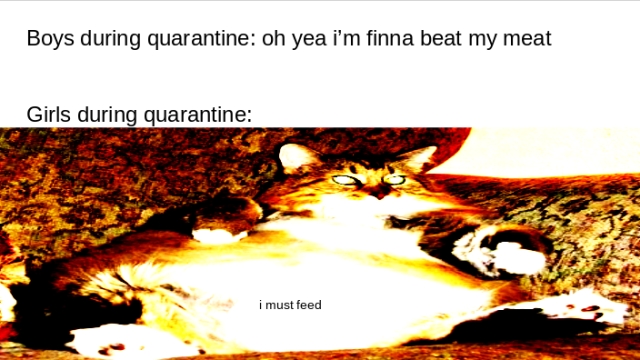 Boys during quarantine: oh yea i’m finna beat my meat
Girls during quarantine:
i must feed